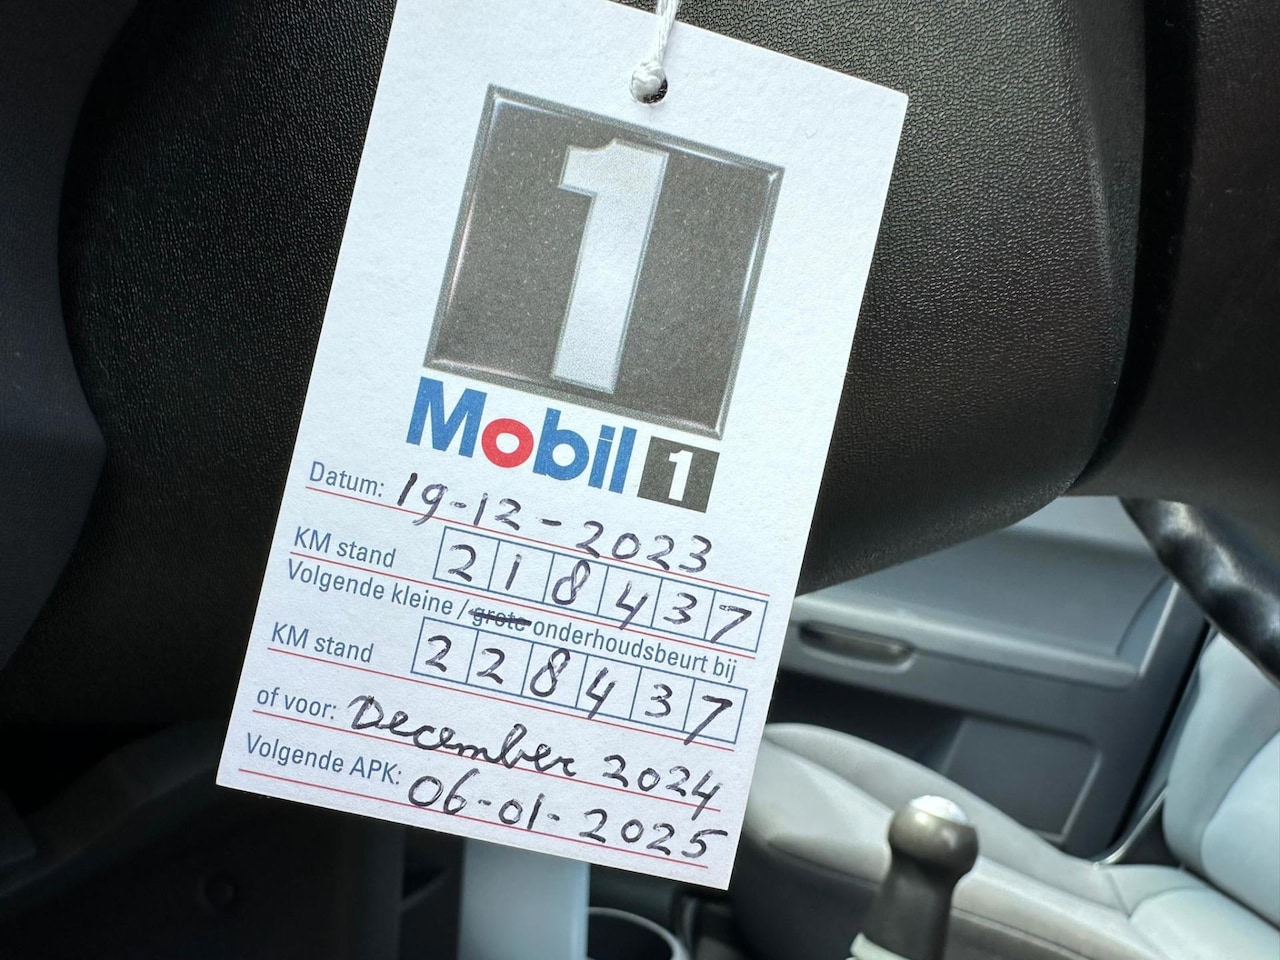 1
Mobil 1
Datum: 19-12-2023
KM stand 218437
Volgende kleine / grote onderhoudsbeurt bij
KM stand 228437
of voor: December 2024
Volgende APK: 06-01-2025